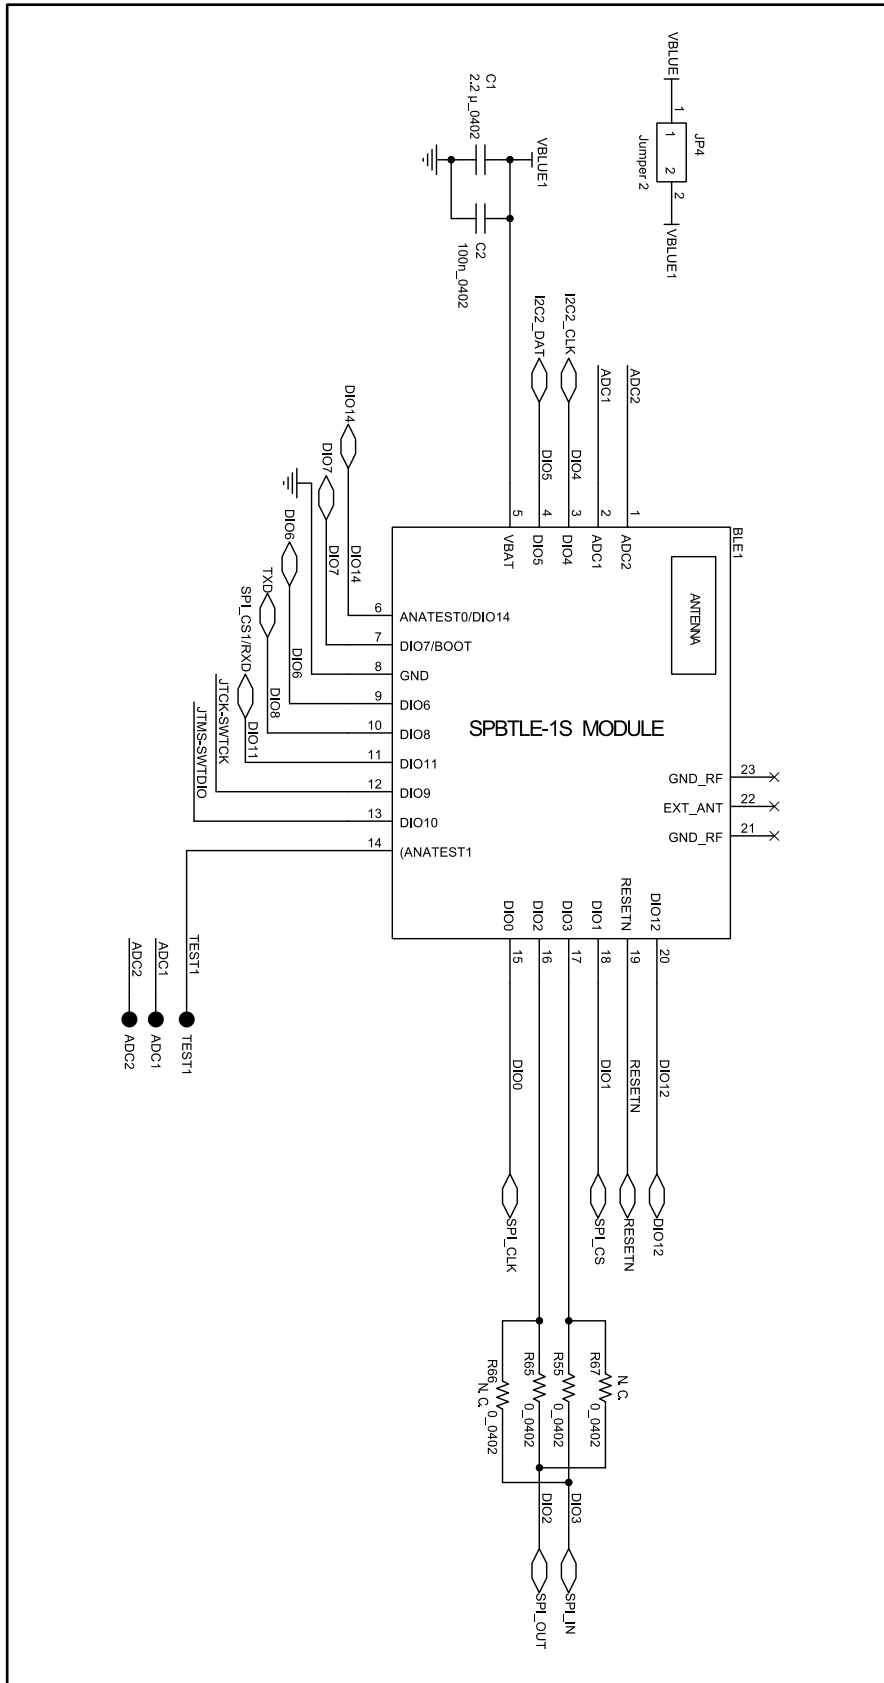 VBLUE
1
JP4
1
2
Jumper 2
2
VBLUE1
C1
2.2 µ_0402
VBLUE1
C2
100n_0402
I2C2_DAT
I2C2_CLK
ADC1
ADC2
DIO5
DIO4
5
4
3
2
1
BLE1
VBAT
DIO5
DIO4
ADC1
ADC2
ANTENNA
DIO14
DIO7
DIO6
TXD
SPI_CS1/RXD
DIO14
DIO7
DIO6
DIO8
DIO11
JTCK-SWTCK
JTMS-SWTDIO
6 ANATEST0/DIO14
7 DIO7/BOOT
8 GND
9 DIO6
10 DIO8
11 DIO11
12 DIO9
13 DIO10
14 (ANATEST1
SPBTLE-1S MODULE
GND_RF 23
EXT_ANT 22
GND_RF 21
DIO0
DIO2
DIO3
DIO1
RESETN
DIO12
15
16
17
18
19
20
TEST1
ADC1
ADC2
TEST1
ADC1
ADC2
DIO0
DIO1
RESETN
DIO12
SPI_CLK
SPI_CS
RESETN
DIO12
N.C.
R67
0_0402
R55
0_0402
R65
0_0402
R66
N.C.
0_0402
DIO2
DIO3
SPI_OUT
SPI_IN